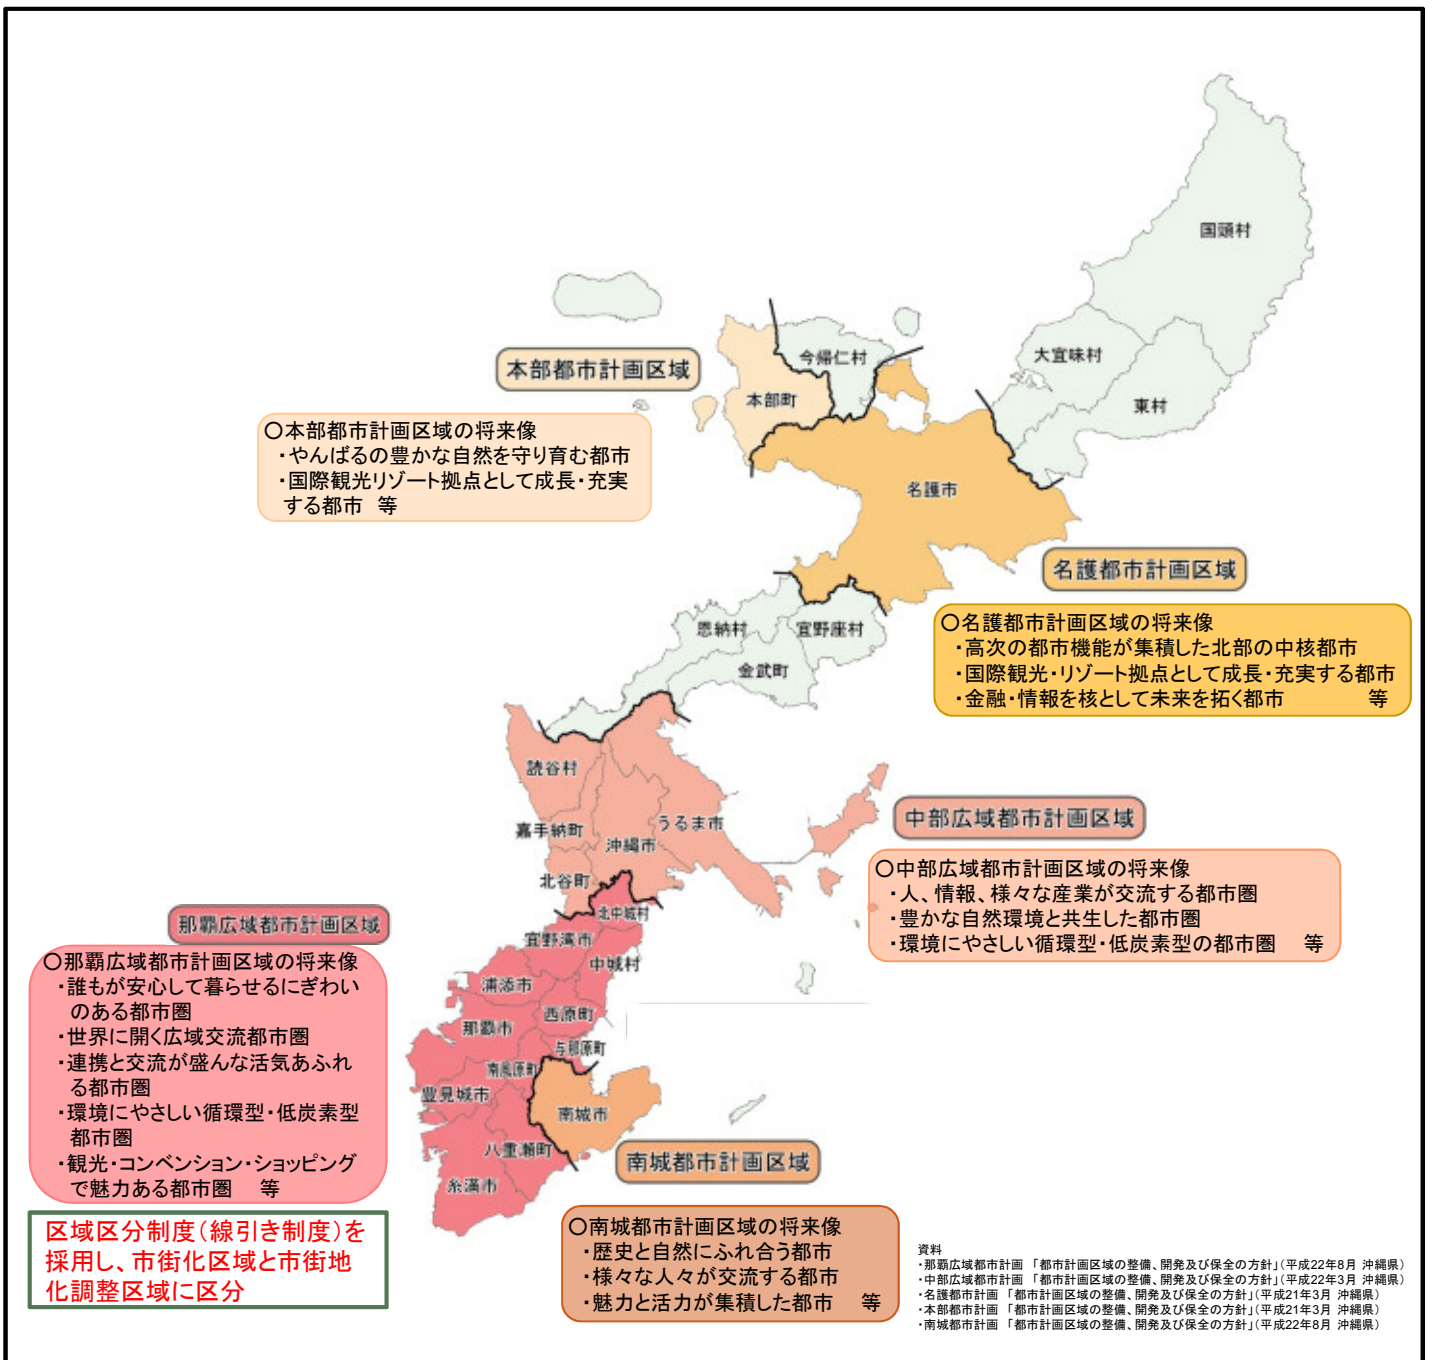 国頭村
大宜味村
東村
今帰仁村
本部都市計画区域
本部町
〇本部都市計画区域の将来像
・やんばるの豊かな自然を守り育む都市
・国際観光リゾート拠点として成長・充実
する都市 等
名護市
名護都市計画区域
〇名護都市計画区域の将来像
・高次の都市機能が集積した北部の中核都市
・国際観光・リゾート拠点として成長・充実する都市
・金融・情報を核として未来を拓く都市 等
恩納村
宜野座村
金武町
読谷村
嘉手納町
うるま市
沖縄市
北谷町
中部広域都市計画区域
〇中部広域都市計画区域の将来像
・人、情報、様々な産業が交流する都市圏
・豊かな自然環境と共生した都市圏
・環境にやさしい循環型・低炭素型の都市圏 等
北中城村
宜野湾市
中城村
浦添市
西原町
那覇市
与那原町
南風原町
豊見城市
南城市
八重瀬町
糸満市
那覇広域都市計画区域
〇那覇広域都市計画区域の将来像
・誰もが安心して暮らせるにぎわい
のある都市圏
・世界に開く広域交流都市圏
・連携と交流が盛んな活気あふれ
る都市圏
・環境にやさしい循環型・低炭素型
都市圏
・観光・コンベンション・ショッピング
で魅力ある都市圏 等
区域区分制度（線引き制度）を
採用し、市街化区域と市街地
化調整区域に区分
南城都市計画区域
〇南城都市計画区域の将来像
・歴史と自然にふれ合う都市
・様々な人々が交流する都市
・魅力と活力が集積した都市 等
資料
・那覇広域都市計画 「都市計画区域の整備、開発及び保全の方針」（平成22年8月 沖縄県）
・中部広域都市計画 「都市計画区域の整備、開発及び保全の方針」（平成22年3月 沖縄県）
・名護都市計画 「都市計画区域の整備、開発及び保全の方針」（平成21年3月 沖縄県）
・本部都市計画 「都市計画区域の整備、開発及び保全の方針」（平成21年3月 沖縄県）
・南城都市計画 「都市計画区域の整備、開発及び保全の方針」（平成22年8月 沖縄県）